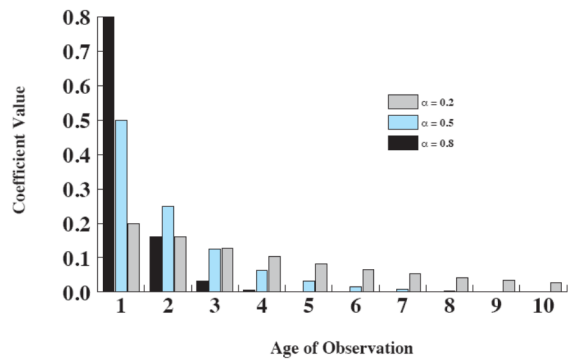 0.8
0.7
0.6
0.5
0.4
0.3
0.2
0.1
0.0
Coefficient Value
α = 0.2
α = 0.5
α = 0.8
1 2 3 4 5 6 7 8 9 10
Age of Observation